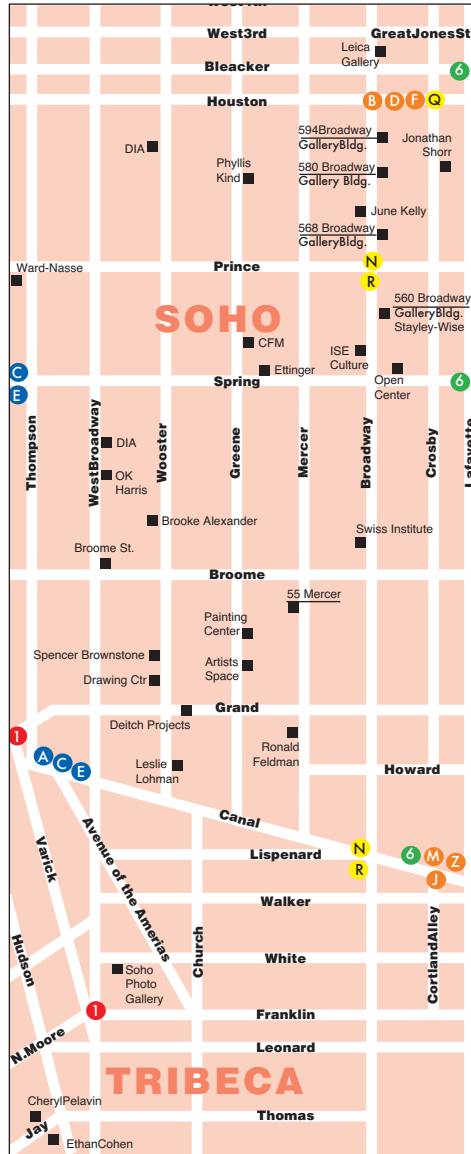 West3rd
GreatJonesSt
Leica
Gallery
Bleacker
6
Houston
B D F Q
594Broadway
GalleryBldg.
DIA
Jonathan
Shorr
Phyllis
Kind
580 Broadway
Gallery Bldg.
June Kelly
568 Broadway
GalleryBldg.
N
R
Prince
Ward-Nasse
SOHO
560 Broadway
GalleryBldg.
Stayley-Wise
CFM
ISE
Culture
Ettinger
Open
Center
C
E
Spring
6
Thompson
WestBroadway
Wooster
Greene
Mercer
Broadway
Crosby
Lafayette
DIA
OK
Harris
Brooke Alexander
Swiss Institute
Broome St.
Broome
55 Mercer
Painting
Center
Spencer Brownstone
Artists
Space
Drawing Ctr
Grand
Deitch Projects
1
A C E
Ronald
Feldman
Leslie
Lohman
Howard
Canal
N
R
Lispenard
6 M Z
J
Varick
Avenue of the Amerias
Walker
Hudson
Church
White
CortlandAlley
Soho
Photo
Gallery
1
Franklin
N.Moore
Leonard
TRIBECA
CherylPelavin
Thomas
Jay
EthanCohen